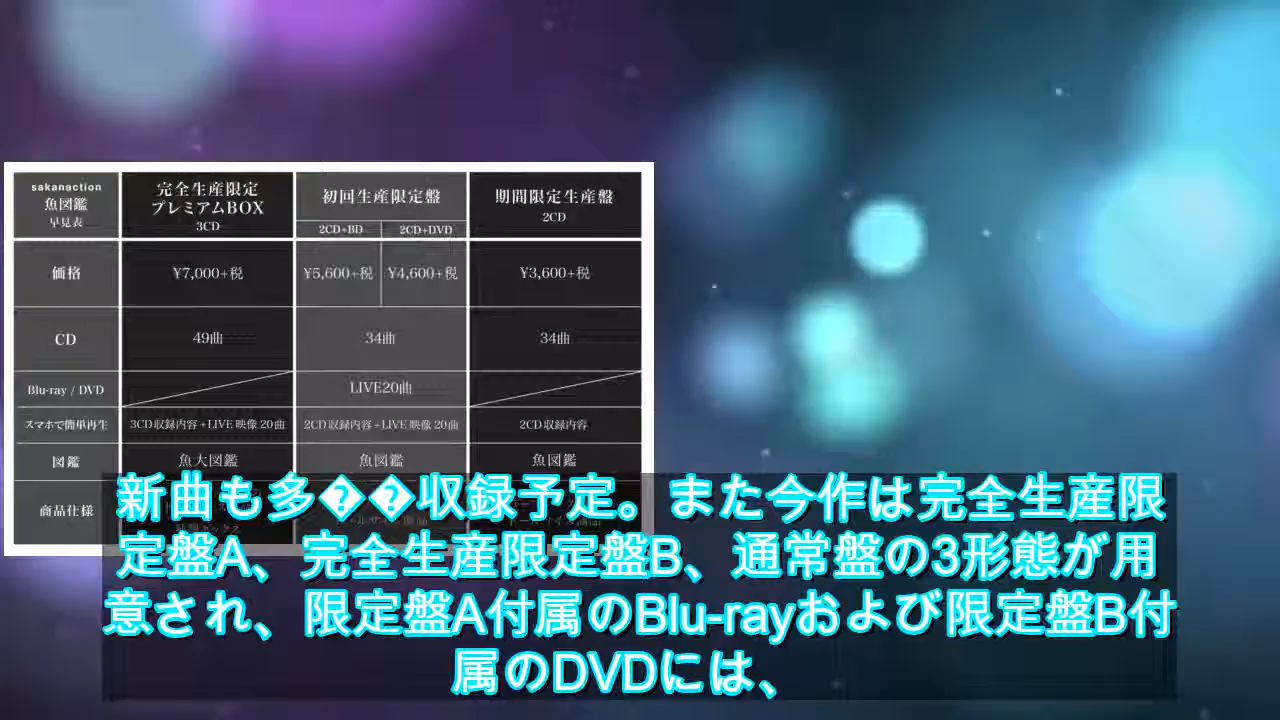 sakanaction
魚図鑑
早見表
完全生産限定
プレミアムBOX
3CD
初回生産限定盤
2CD+BD 2CD+DVD
期間限定生産盤
2CD
価格 ¥7,000+税 ¥5,600+税 ¥4,600+税 ¥3,600+税
CD 49曲 34曲 34曲
Blu-ray / DVD LIVE20曲
スマホで簡単再生 3CD収録内容+LIVE 映像 20曲 2CD収録内容+LIVE 映像 20曲 2CD収録内容
図鑑 魚大図鑑 魚図鑑 魚図鑑
商品仕様
新曲も多��収録予定。また今作は完全生産限
定盤A、完全生産限定盤B、通常盤の3形態が用
意され、限定盤A付属のBlu-rayおよび限定盤B付
属のDVDには、